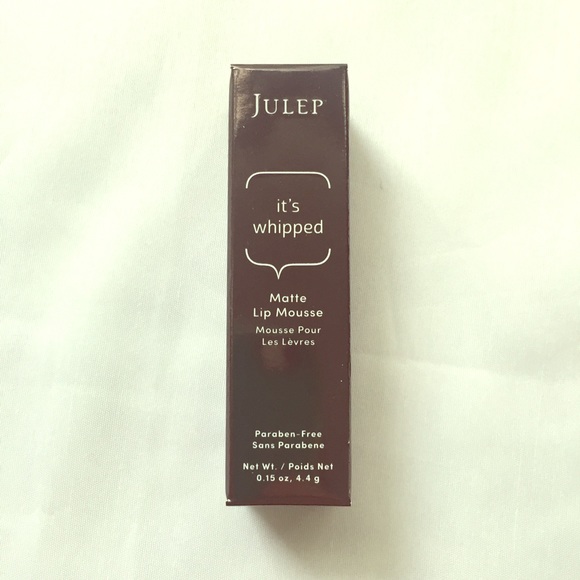 JULEP
it's
whipped
Matte
Lip Mousse
Mousse Pour
Les Lèvres
Paraben-Free
Sans Parabene
Net Wt. / Poids Net
0.15 oz, 4.4 g